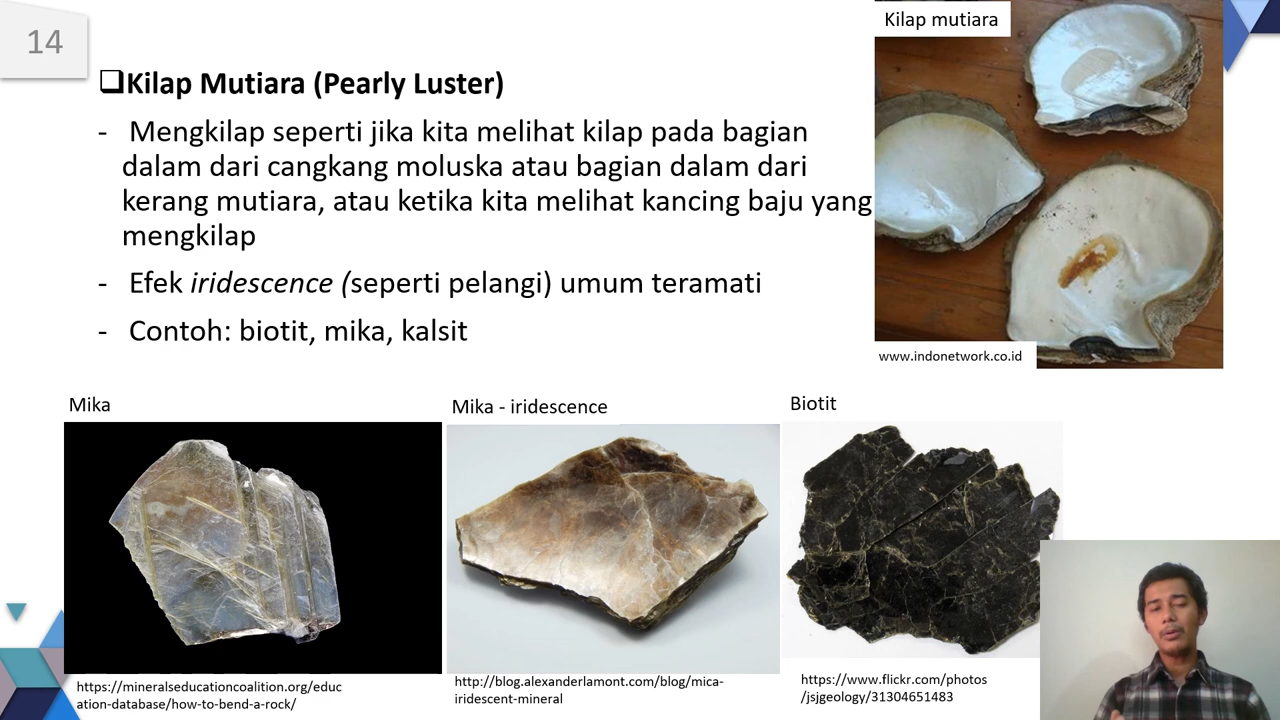 14
Kilap mutiara
❑Kilap Mutiara (Pearly Luster)
- Mengkilap seperti jika kita melihat kilap pada bagian
dalam dari cangkang moluska atau bagian dalam dari
kerang mutiara, atau ketika kita melihat kancing baju yang
mengkilap
- Efek iridescence (seperti pelangi) umum teramati
- Contoh: biotit, mika, kalsit
www.indonetwork.co.id
Mika
Mika - iridescence
Biotit
https://mineralseducationcoalition.org/educ
ation-database/how-to-bend-a-rock/
http://blog.alexanderlamont.com/blog/mica-
iridescent-mineral
https://www.flickr.com/photos
/jsjgeology/31304651483